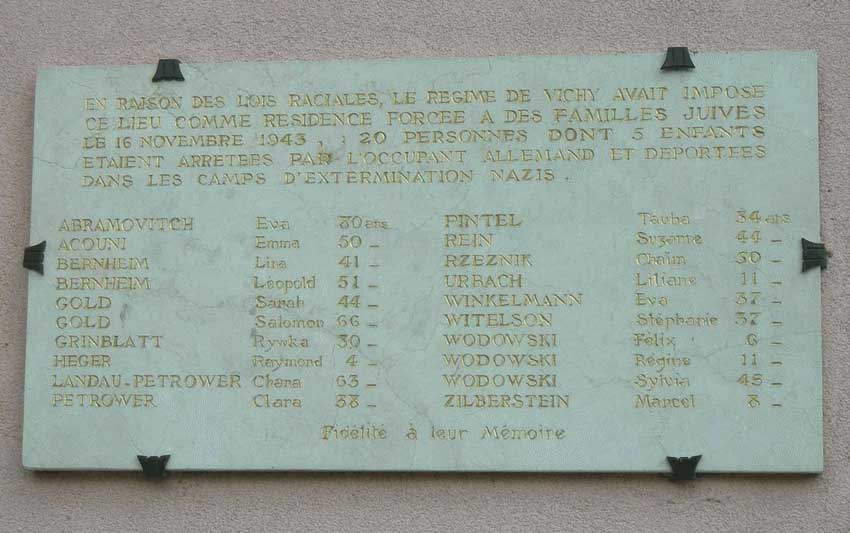 EN RAISON DES LOIS RACIALES, LE REGIME DE VICHY AVAIT IMPOSE
CE LIEU COMME RESIDENCE FORCEE A DES FAMILLES JUIVES
LE 16 NOVEMBRE 1943, 20 PERSONNES DONT 5 ENFANTS
ETAIENT ARRETEES PAR L'OCCUPANT ALLEMAND ET DEPORTEES
DANS LES CAMPS D'EXTERMINATION NAZIS.
ABRAMOVITCH Eva ans
ACOUNI Emma 50 _
BERNHEIM Lina 41 _
BERNHEIM Léopold 51 _
GOLD Sarah 44 _
GOLD Salomon 66 _
GRINBLATT Rywka 30 _
HEGER Raymond 4 _
LANDAU-PETROWER Chana 63 _
PETROWER Clara _
PINTEL Tauba 34 ans
REIN Suzanne 44 _
RZEZNIK Chaïm 50 _
URBACH Liliane 11 _
WINKELMANN Eva 37 _
WITELSON Stéphanie 37 _
WODOWSKI Félix 6 _
WODOWSKI Régine 11 _
WODOWSKI Sylvia 45 _
ZILBERSTEIN Marcel 8 _
Fidélité à leur Mémoire